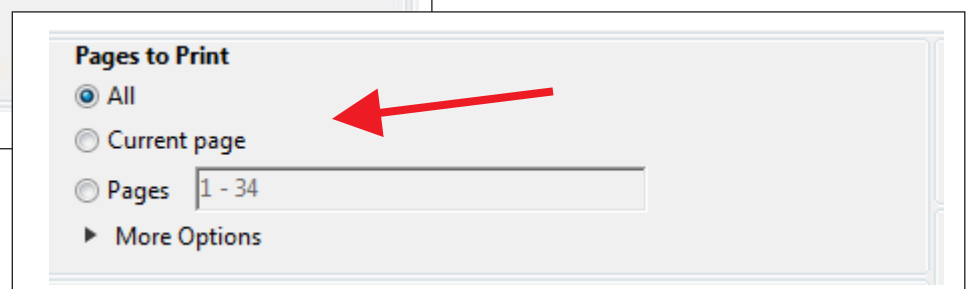 Pages to Print
All
Current page
Pages 1 - 34
More Options